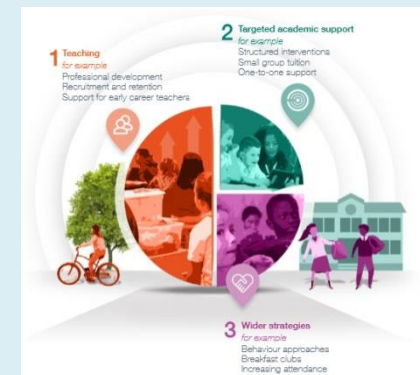 1 Teaching
for example
Professional development
Recruitment and retention
Support for early career teachers
2 Targeted academic support
for example
Structured interventions
Small group tuition
One-to-one support
3 Wider strategies
for example
Behaviour approaches
Breakfast clubs
Increasing attendance